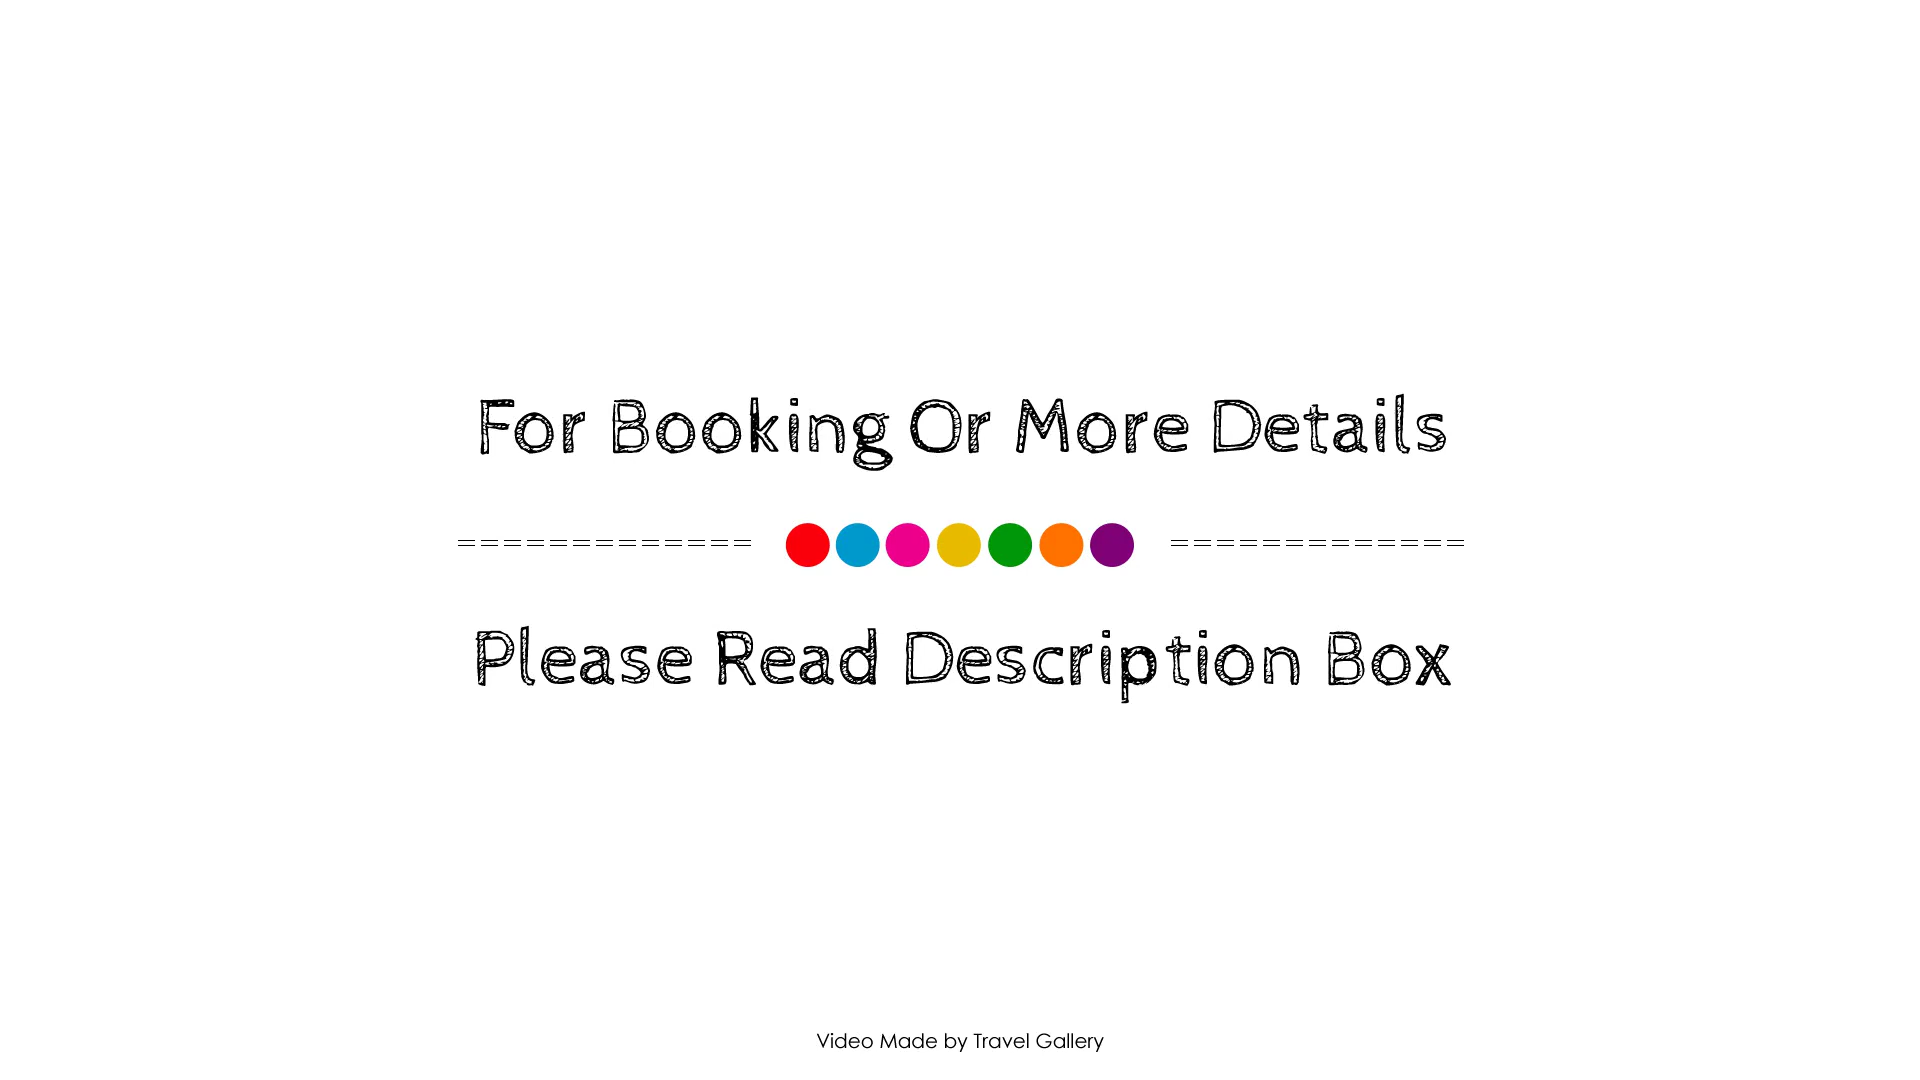 For Booking Or More Details
============= =============
Please Read Description Box
Video Made by Travel Gallery